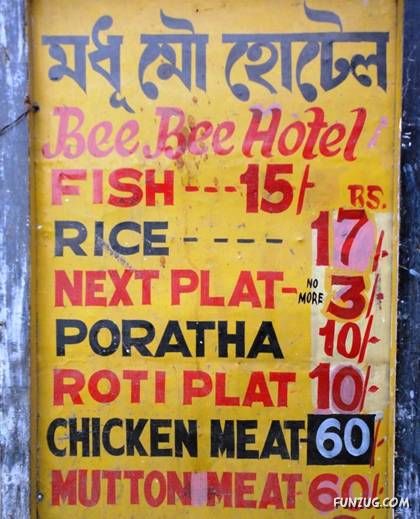 মধু মৌ হোটেল
Bee Bee Hotel
FISH ---15/-
RS.
RICE ---- 17/-
NEXT PLAT- NO MORE 3/-
PORATHA 10/-
ROTI PLAT 10/-
CHICKEN MEAT-60/-
MUTTON MEAT 60/-
FUNZUG.COM